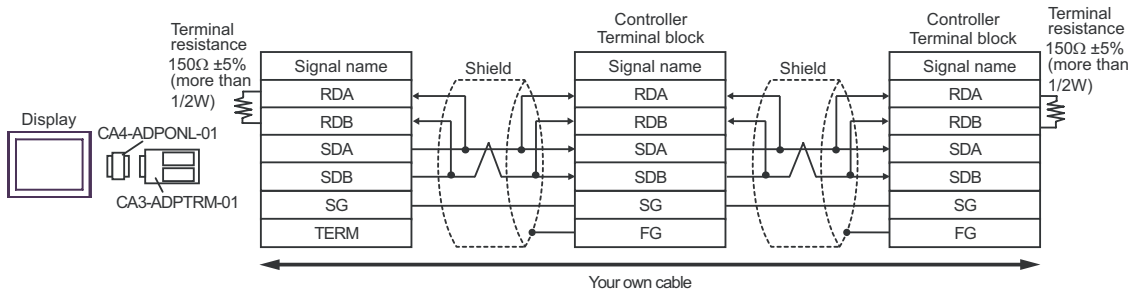 Terminal
resistance
150Ω ±5%
(more than
1/2W)
Display
CA4-ADPONL-01
CA3-ADPTRM-01
Signal name
RDA
RDB
SDA
SDB
SG
TERM
Shield
Controller
Terminal block
Signal name
RDA
RDB
SDA
SDB
SG
FG
Shield
Controller
Terminal block
Signal name
RDA
RDB
SDA
SDB
SG
FG
Terminal
resistance
150Ω ±5%
(more than
1/2W)
Your own cable